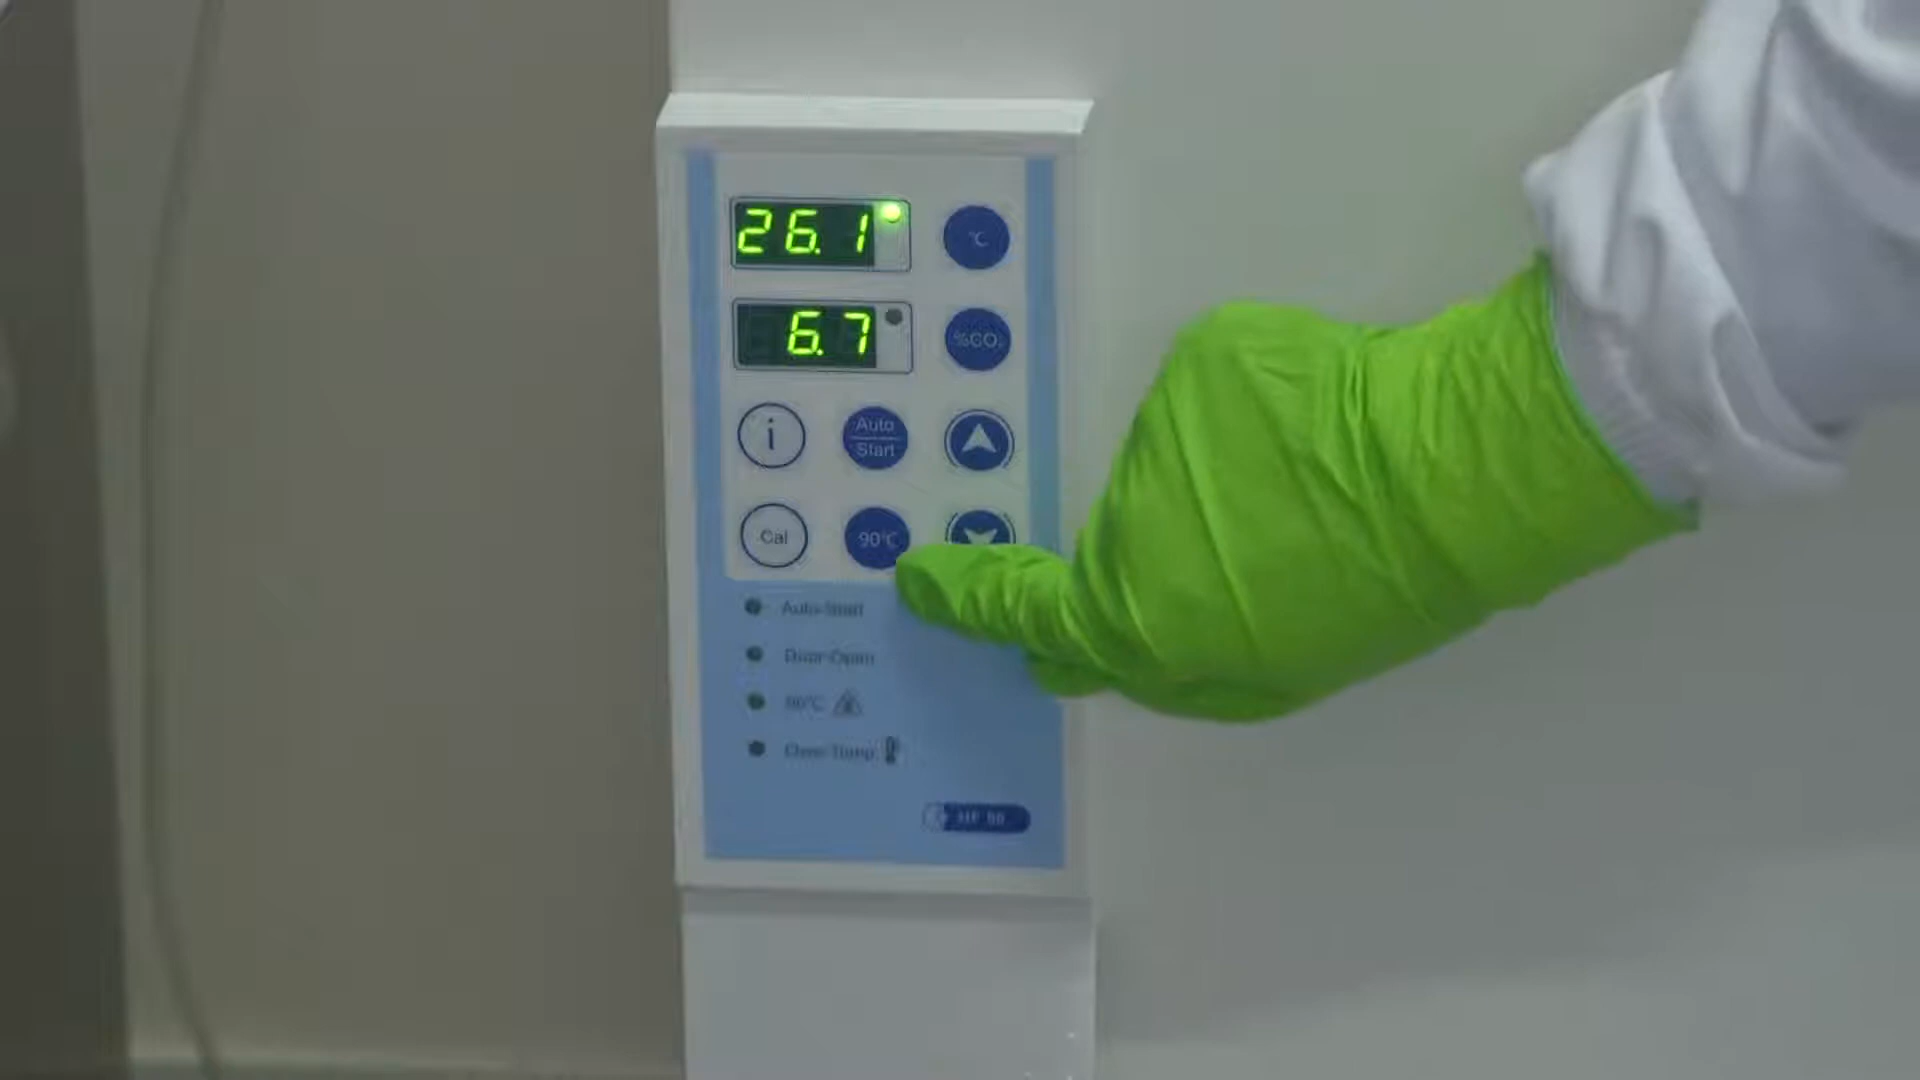 26.1 °C
6.7 %CO₂
i Auto Start
Cal 90°C
Auto-Start
Door Open
90°C
Over Temp.